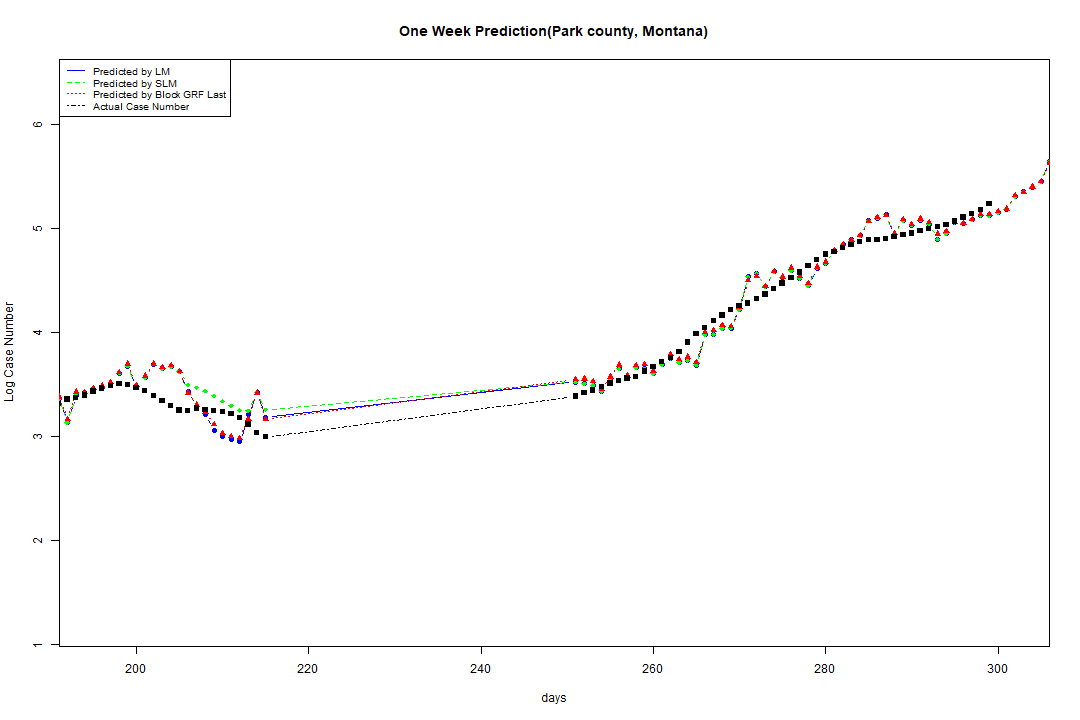 One Week Prediction(Park county, Montana)
Predicted by LM
Predicted by SLM
Predicted by Block GRF Last
Actual Case Number
Log Case Number
6
5
4
3
2
1
200 220 240 260 280 300
days